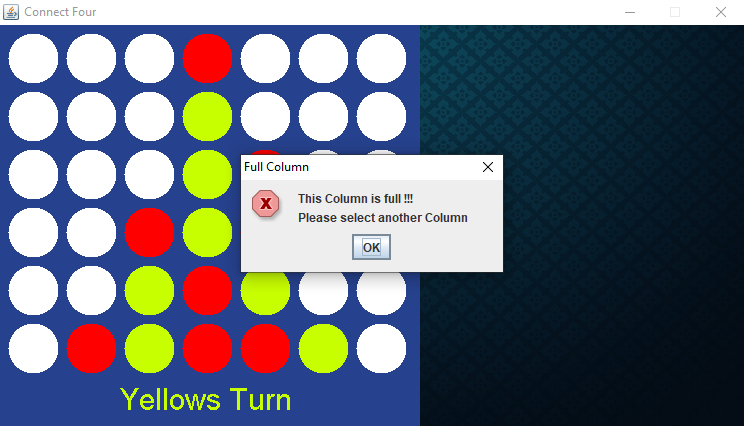 Connect Four
Full Column
This Column is full !!!
Please select another Column
OK
Yellows Turn